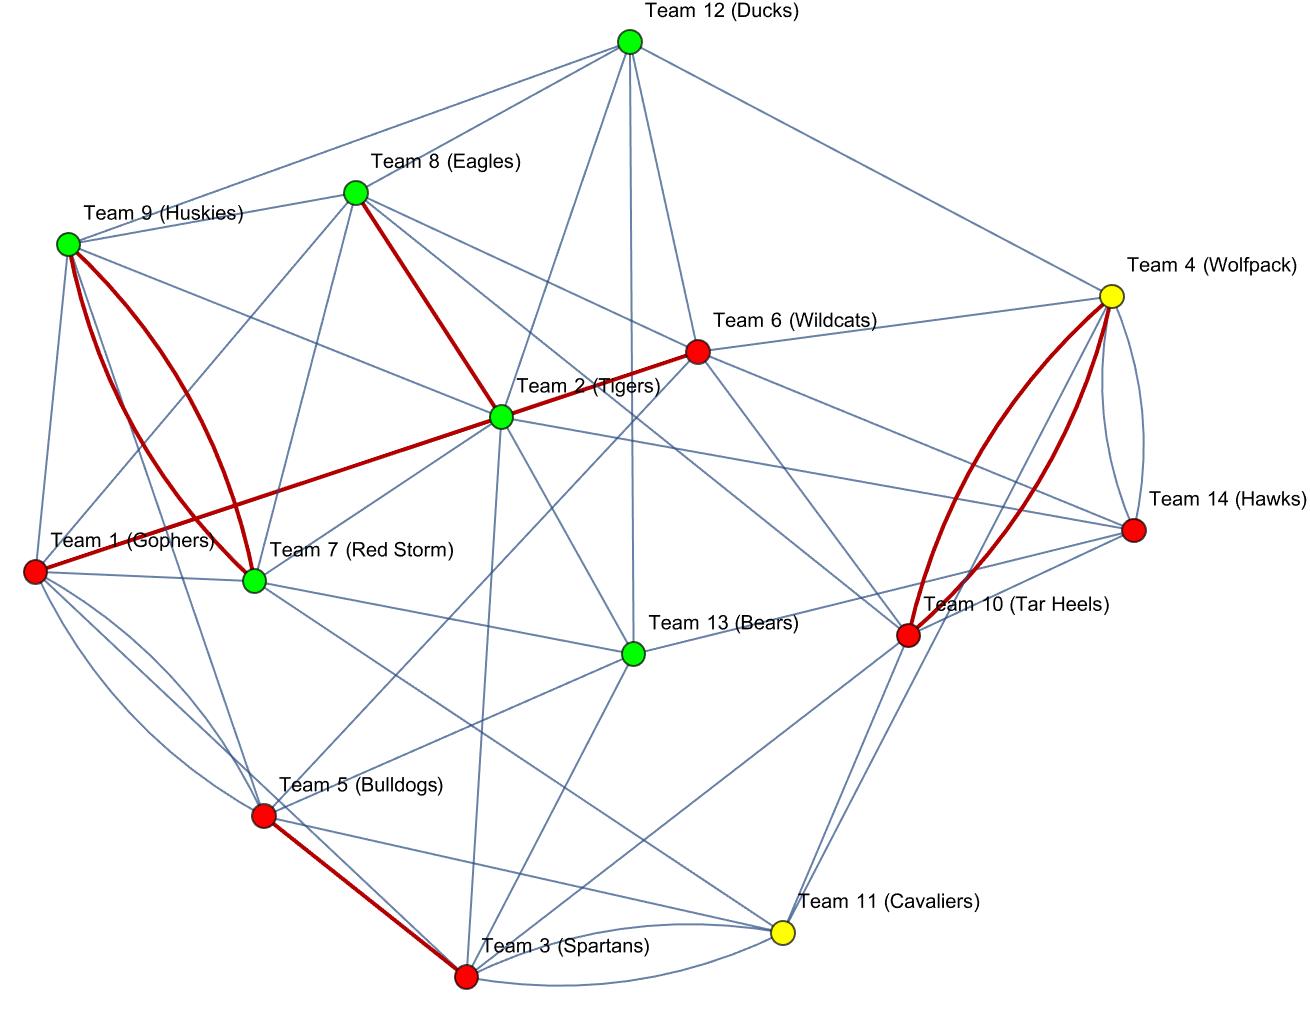 Team 12 (Ducks)
Team 8 (Eagles)
Team 9 (Huskies)
Team 4 (Wolfpack)
Team 6 (Wildcats)
Team 2 (Tigers)
Team 14 (Hawks)
Team 1 (Gophers)
Team 7 (Red Storm)
Team 10 (Tar Heels)
Team 13 (Bears)
Team 5 (Bulldogs)
Team 11 (Cavaliers)
Team 3 (Spartans)